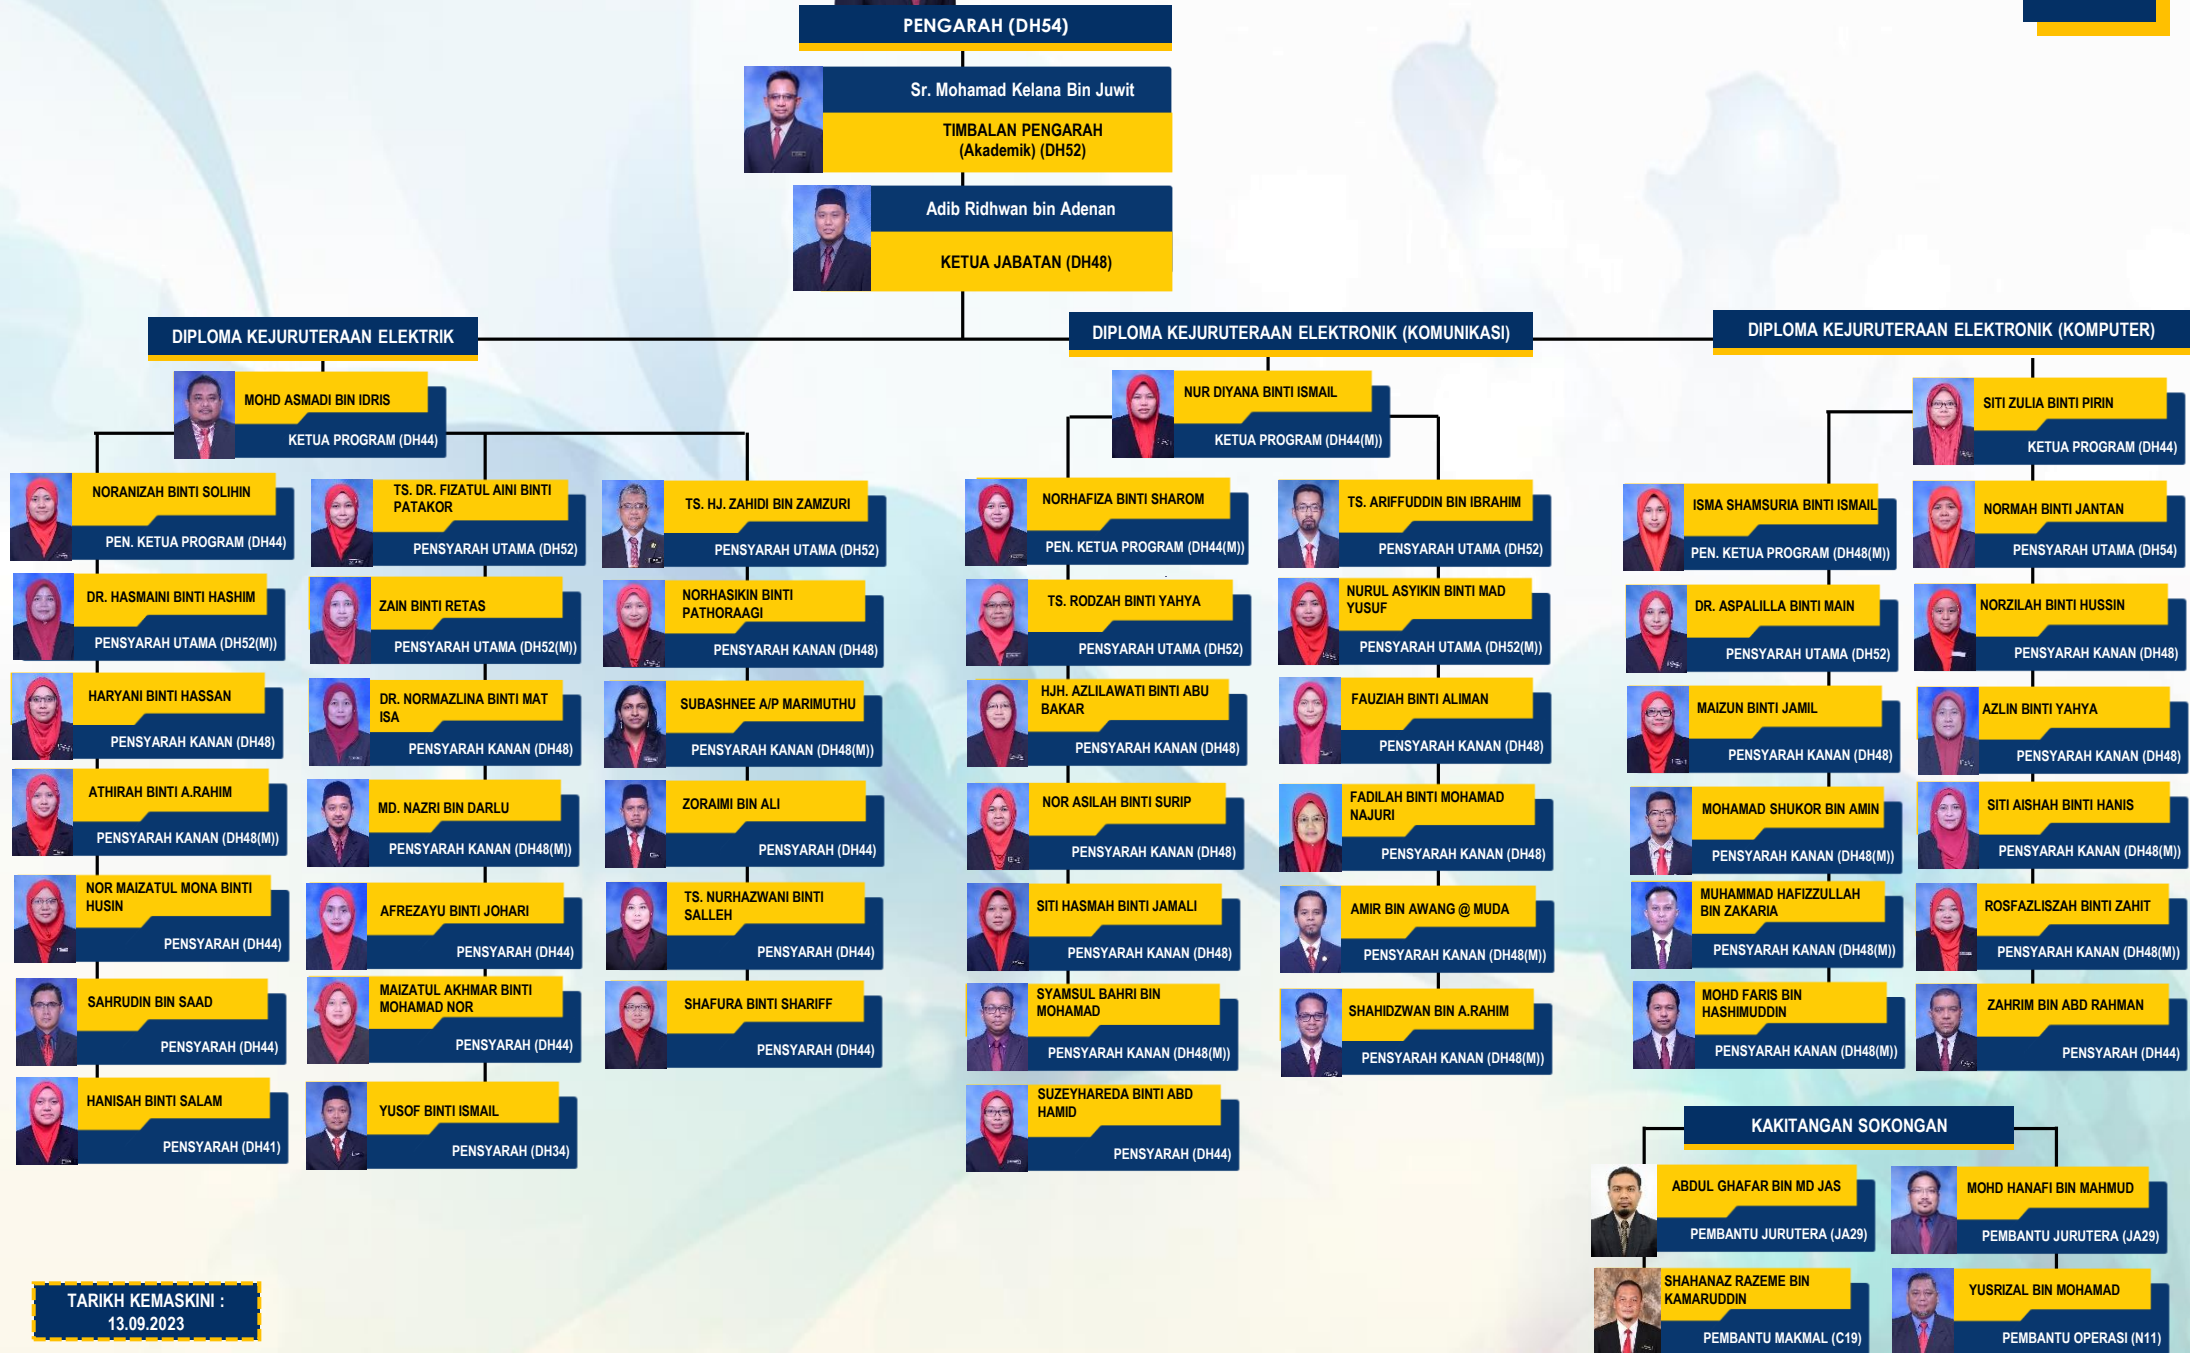 PENGARAH (DH54)
Sr. Mohamad Kelana Bin Juwit
TIMBALAN PENGARAH
(Akademik) (DH52)
Adib Ridhwan bin Adenan
KETUA JABATAN (DH48)
DIPLOMA KEJURUTERAAN ELEKTRIK
MOHD ASMADI BIN IDRIS
KETUA PROGRAM (DH44)
NORANIZAH BINTI SOLIHIN
PEN. KETUA PROGRAM (DH44)
DR. HASMAINI BINTI HASHIM
PENSYARAH UTAMA (DH52(M))
HARYANI BINTI HASSAN
PENSYARAH KANAN (DH48)
ATHIRAH BINTI A.RAHIM
PENSYARAH KANAN (DH48(M))
NOR MAIZATUL MONA BINTI
HUSIN
PENSYARAH (DH44)
SAHRUDIN BIN SAAD
PENSYARAH (DH44)
HANISAH BINTI SALAM
PENSYARAH (DH41)
TS. DR. FIZATUL AINI BINTI
PATAKOR
PENSYARAH UTAMA (DH52)
ZAIN BINTI RETAS
PENSYARAH UTAMA (DH52(M))
DR. NORMAZLINA BINTI MAT
ISA
PENSYARAH KANAN (DH48)
MD. NAZRI BIN DARLU
PENSYARAH KANAN (DH48(M))
AFREZAYU BINTI JOHARI
PENSYARAH (DH44)
MAIZATUL AKHMAR BINTI
MOHAMAD NOR
PENSYARAH (DH44)
YUSOF BINTI ISMAIL
PENSYARAH (DH34)
TS. HJ. ZAHIDI BIN ZAMZURI
PENSYARAH UTAMA (DH52)
NORHASIKIN BINTI
PATHORAAGI
PENSYARAH KANAN (DH48)
SUBASHNEE A/P MARIMUTHU
PENSYARAH KANAN (DH48(M))
ZORAIMI BIN ALI
PENSYARAH (DH44)
TS. NURHAZWANI BINTI
SALLEH
PENSYARAH (DH44)
SHAFURA BINTI SHARIFF
PENSYARAH (DH44)
DIPLOMA KEJURUTERAAN ELEKTRONIK (KOMUNIKASI)
NUR DIYANA BINTI ISMAIL
KETUA PROGRAM (DH44(M))
NORHAFIZA BINTI SHAROM
PEN. KETUA PROGRAM (DH44(M))
TS. RODZAH BINTI YAHYA
PENSYARAH UTAMA (DH52)
HJH. AZLILAWATI BINTI ABU
BAKAR
PENSYARAH KANAN (DH48)
NOR ASILAH BINTI SURIP
PENSYARAH KANAN (DH48)
SITI HASMAH BINTI JAMALI
PENSYARAH KANAN (DH48)
SYAMSUL BAHRI BIN
MOHAMAD
PENSYARAH KANAN (DH48(M))
SUZEYHAREDA BINTI ABD
HAMID
PENSYARAH (DH44)
TS. ARIFFUDDIN BIN IBRAHIM
PENSYARAH UTAMA (DH52)
NURUL ASYIKIN BINTI MAD
YUSUF
PENSYARAH UTAMA (DH52(M))
FAUZIAH BINTI ALIMAN
PENSYARAH KANAN (DH48)
FADILAH BINTI MOHAMAD
NAJURI
PENSYARAH KANAN (DH48)
AMIR BIN AWANG @ MUDA
PENSYARAH KANAN (DH48(M))
SHAHIDZWAN BIN A.RAHIM
PENSYARAH KANAN (DH48(M))
DIPLOMA KEJURUTERAAN ELEKTRONIK (KOMPUTER)
SITI ZULIA BINTI PIRIN
KETUA PROGRAM (DH44)
ISMA SHAMSURIA BINTI ISMAIL
PEN. KETUA PROGRAM (DH48(M))
DR. ASPALILLA BINTI MAIN
PENSYARAH UTAMA (DH52)
MAIZUN BINTI JAMIL
PENSYARAH KANAN (DH48)
MOHAMAD SHUKOR BIN AMIN
PENSYARAH KANAN (DH48(M))
MUHAMMAD HAFIZZULLAH
BIN ZAKARIA
PENSYARAH KANAN (DH48(M))
MOHD FARIS BIN
HASHIMUDDIN
PENSYARAH KANAN (DH48(M))
NORMAH BINTI JANTAN
PENSYARAH UTAMA (DH54)
NORZILAH BINTI HUSSIN
PENSYARAH KANAN (DH48)
AZLIN BINTI YAHYA
PENSYARAH KANAN (DH48)
SITI AISHAH BINTI HANIS
PENSYARAH KANAN (DH48(M))
ROSFAZLISZAH BINTI ZAHIT
PENSYARAH KANAN (DH48(M))
ZAHRIM BIN ABD RAHMAN
PENSYARAH (DH44)
KAKITANGAN SOKONGAN
ABDUL GHAFAR BIN MD JAS
PEMBANTU JURUTERA (JA29)
MOHD HANAFI BIN MAHMUD
PEMBANTU JURUTERA (JA29)
SHAHANAZ RAZEME BIN
KAMARUDDIN
PEMBANTU MAKMAL (C19)
YUSRIZAL BIN MOHAMAD
PEMBANTU OPERASI (N11)
TARIKH KEMASKINI :
13.09.2023